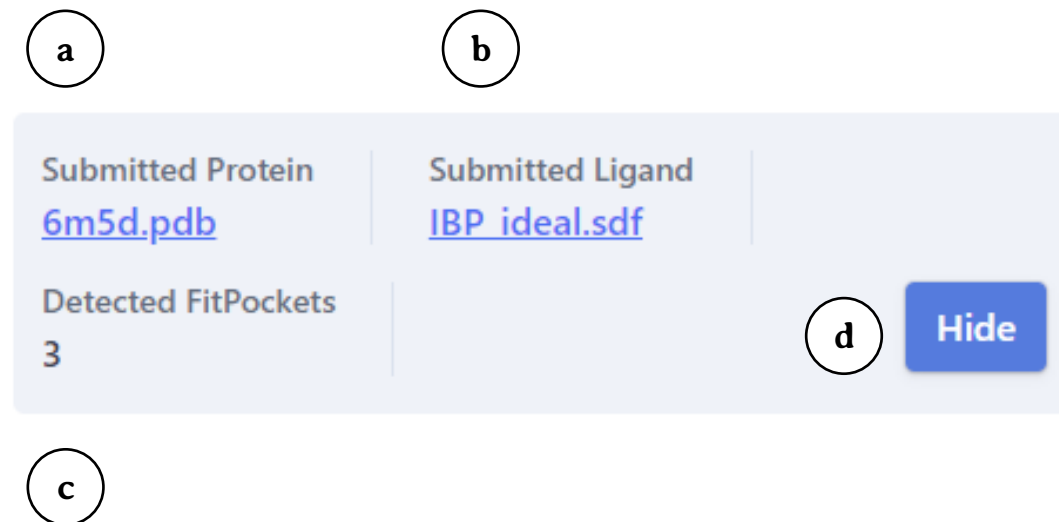 a
b
Submitted Protein
Submitted Ligand
6m5d.pdb
IBP_ideal.sdf
Detected FitPockets
3
d
Hide
c